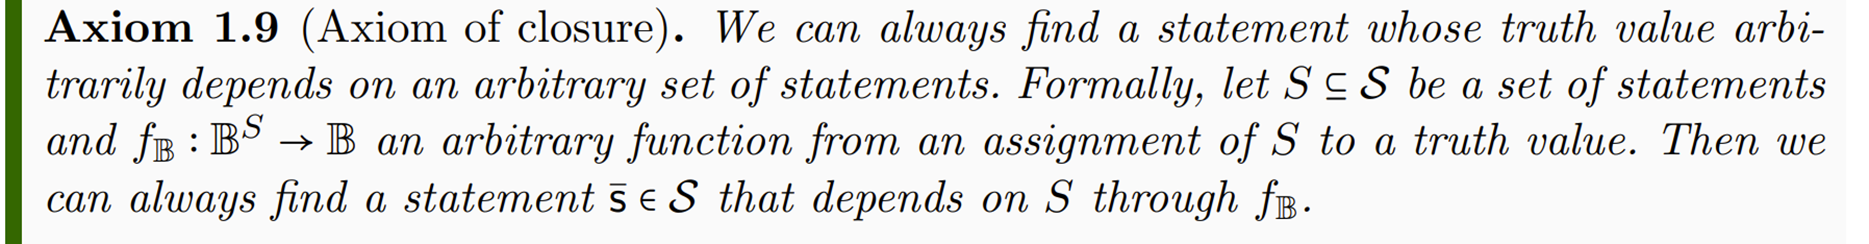 Axiom 1.9 (Axiom of closure). We can always find a statement whose truth value arbi-
trarily depends on an arbitrary set of statements. Formally, let S ⊆ 𝒮 be a set of statements
and f_𝔹 : 𝔹^S → 𝔹 an arbitrary function from an assignment of S to a truth value. Then we
can always find a statement s̄ ∈ 𝒮 that depends on S through f_𝔹.